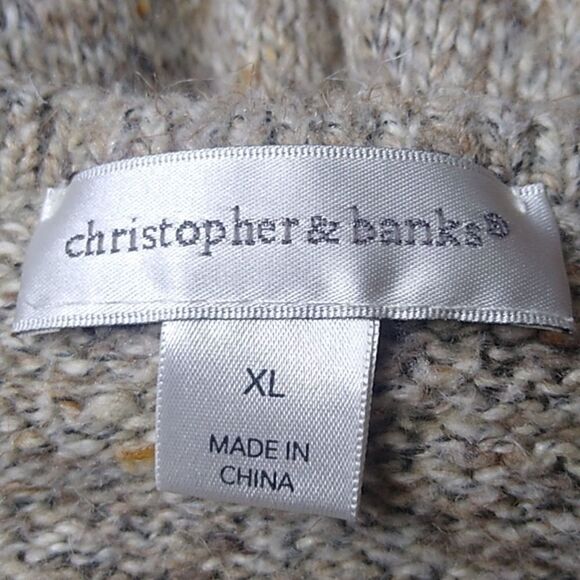 christopher & banks®
XL
MADE IN
CHINA